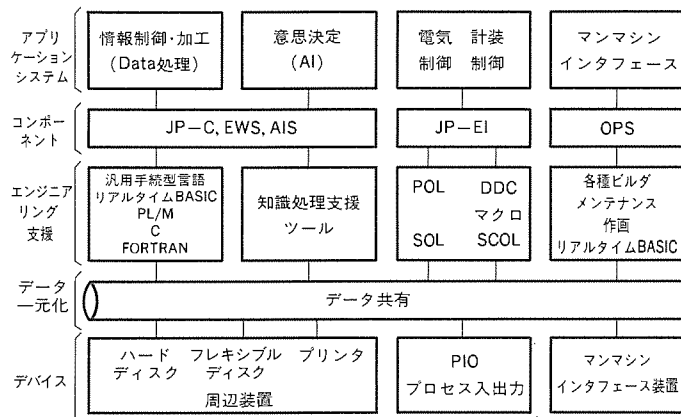 アプリ
ケーション
システム
情報制御・加工
(Data処理)
意思決定
(AI)
電気 計装
制御 制御
マンマシン
インタフェース
コンポー
ネント
JP-C, EWS, AIS
JP-EI
OPS
エンジニア
リング
支援
汎用手続型言語
リアルタイムBASIC
PL/M
C
FORTRAN
知識処理支援
ツール
POL DDC
マクロ
SOL SCOL
各種ビルダ
メンテナンス
作画
リアルタイムBASIC
データ
一元化
データ共有
デバイス
ハード フレキシブル プリンタ
ディスク ディスク
周辺装置
PIO
プロセス入出力
マンマシン
インタフェース装置